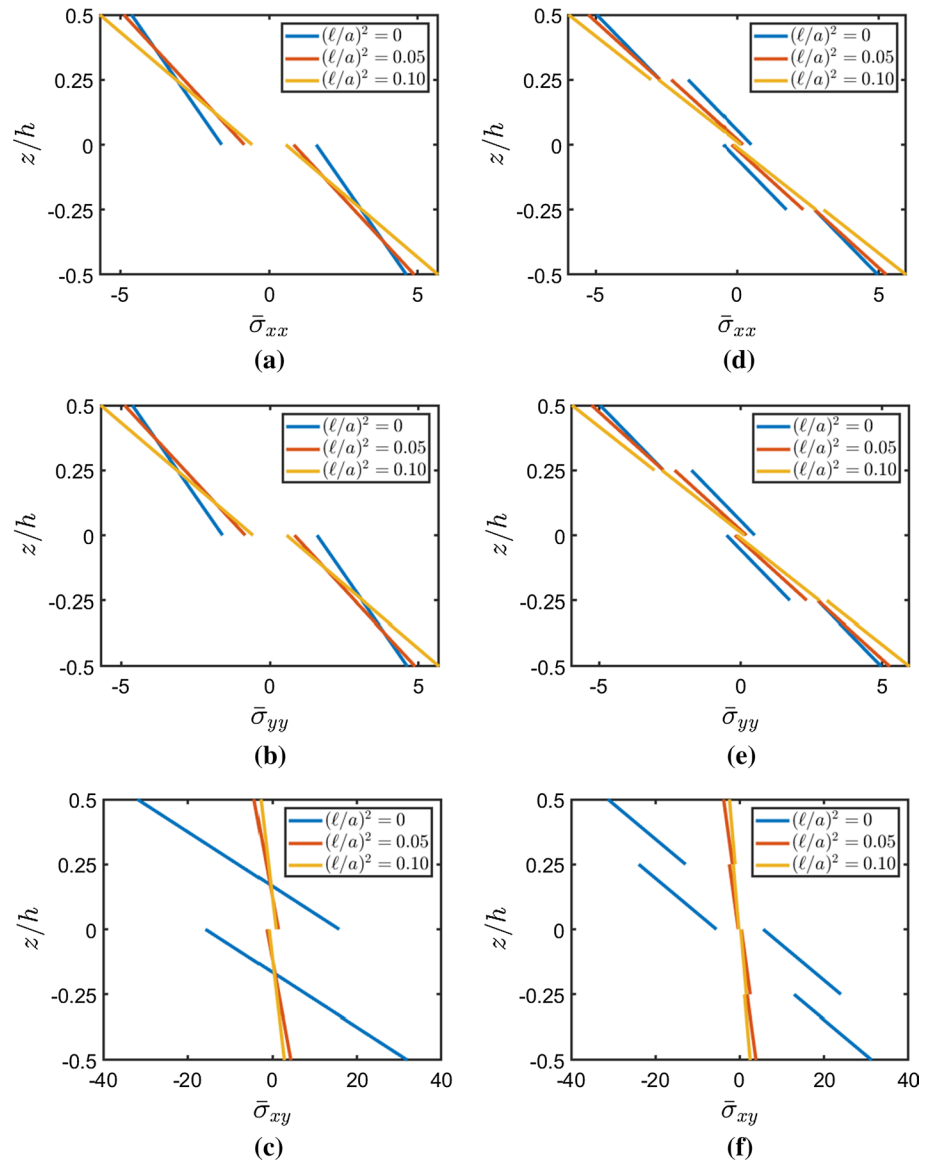 0.5
0.25
0
-0.25
-0.5
z/h
-5
0
5
(ℓ/a)² = 0
(ℓ/a)² = 0.05
(ℓ/a)² = 0.10
σ̄xx
(a)
0.5
0.25
0
-0.25
-0.5
z/h
-5
0
5
(ℓ/a)² = 0
(ℓ/a)² = 0.05
(ℓ/a)² = 0.10
σ̄xx
(d)
0.5
0.25
0
-0.25
-0.5
z/h
-5
0
5
(ℓ/a)² = 0
(ℓ/a)² = 0.05
(ℓ/a)² = 0.10
σ̄yy
(b)
0.5
0.25
0
-0.25
-0.5
z/h
-5
0
5
(ℓ/a)² = 0
(ℓ/a)² = 0.05
(ℓ/a)² = 0.10
σ̄yy
(e)
0.5
0.25
0
-0.25
-0.5
z/h
-40
-20
0
20
40
(ℓ/a)² = 0
(ℓ/a)² = 0.05
(ℓ/a)² = 0.10
σ̄xy
(c)
0.5
0.25
0
-0.25
-0.5
z/h
-40
-20
0
20
40
(ℓ/a)² = 0
(ℓ/a)² = 0.05
(ℓ/a)² = 0.10
σ̄xy
(f)